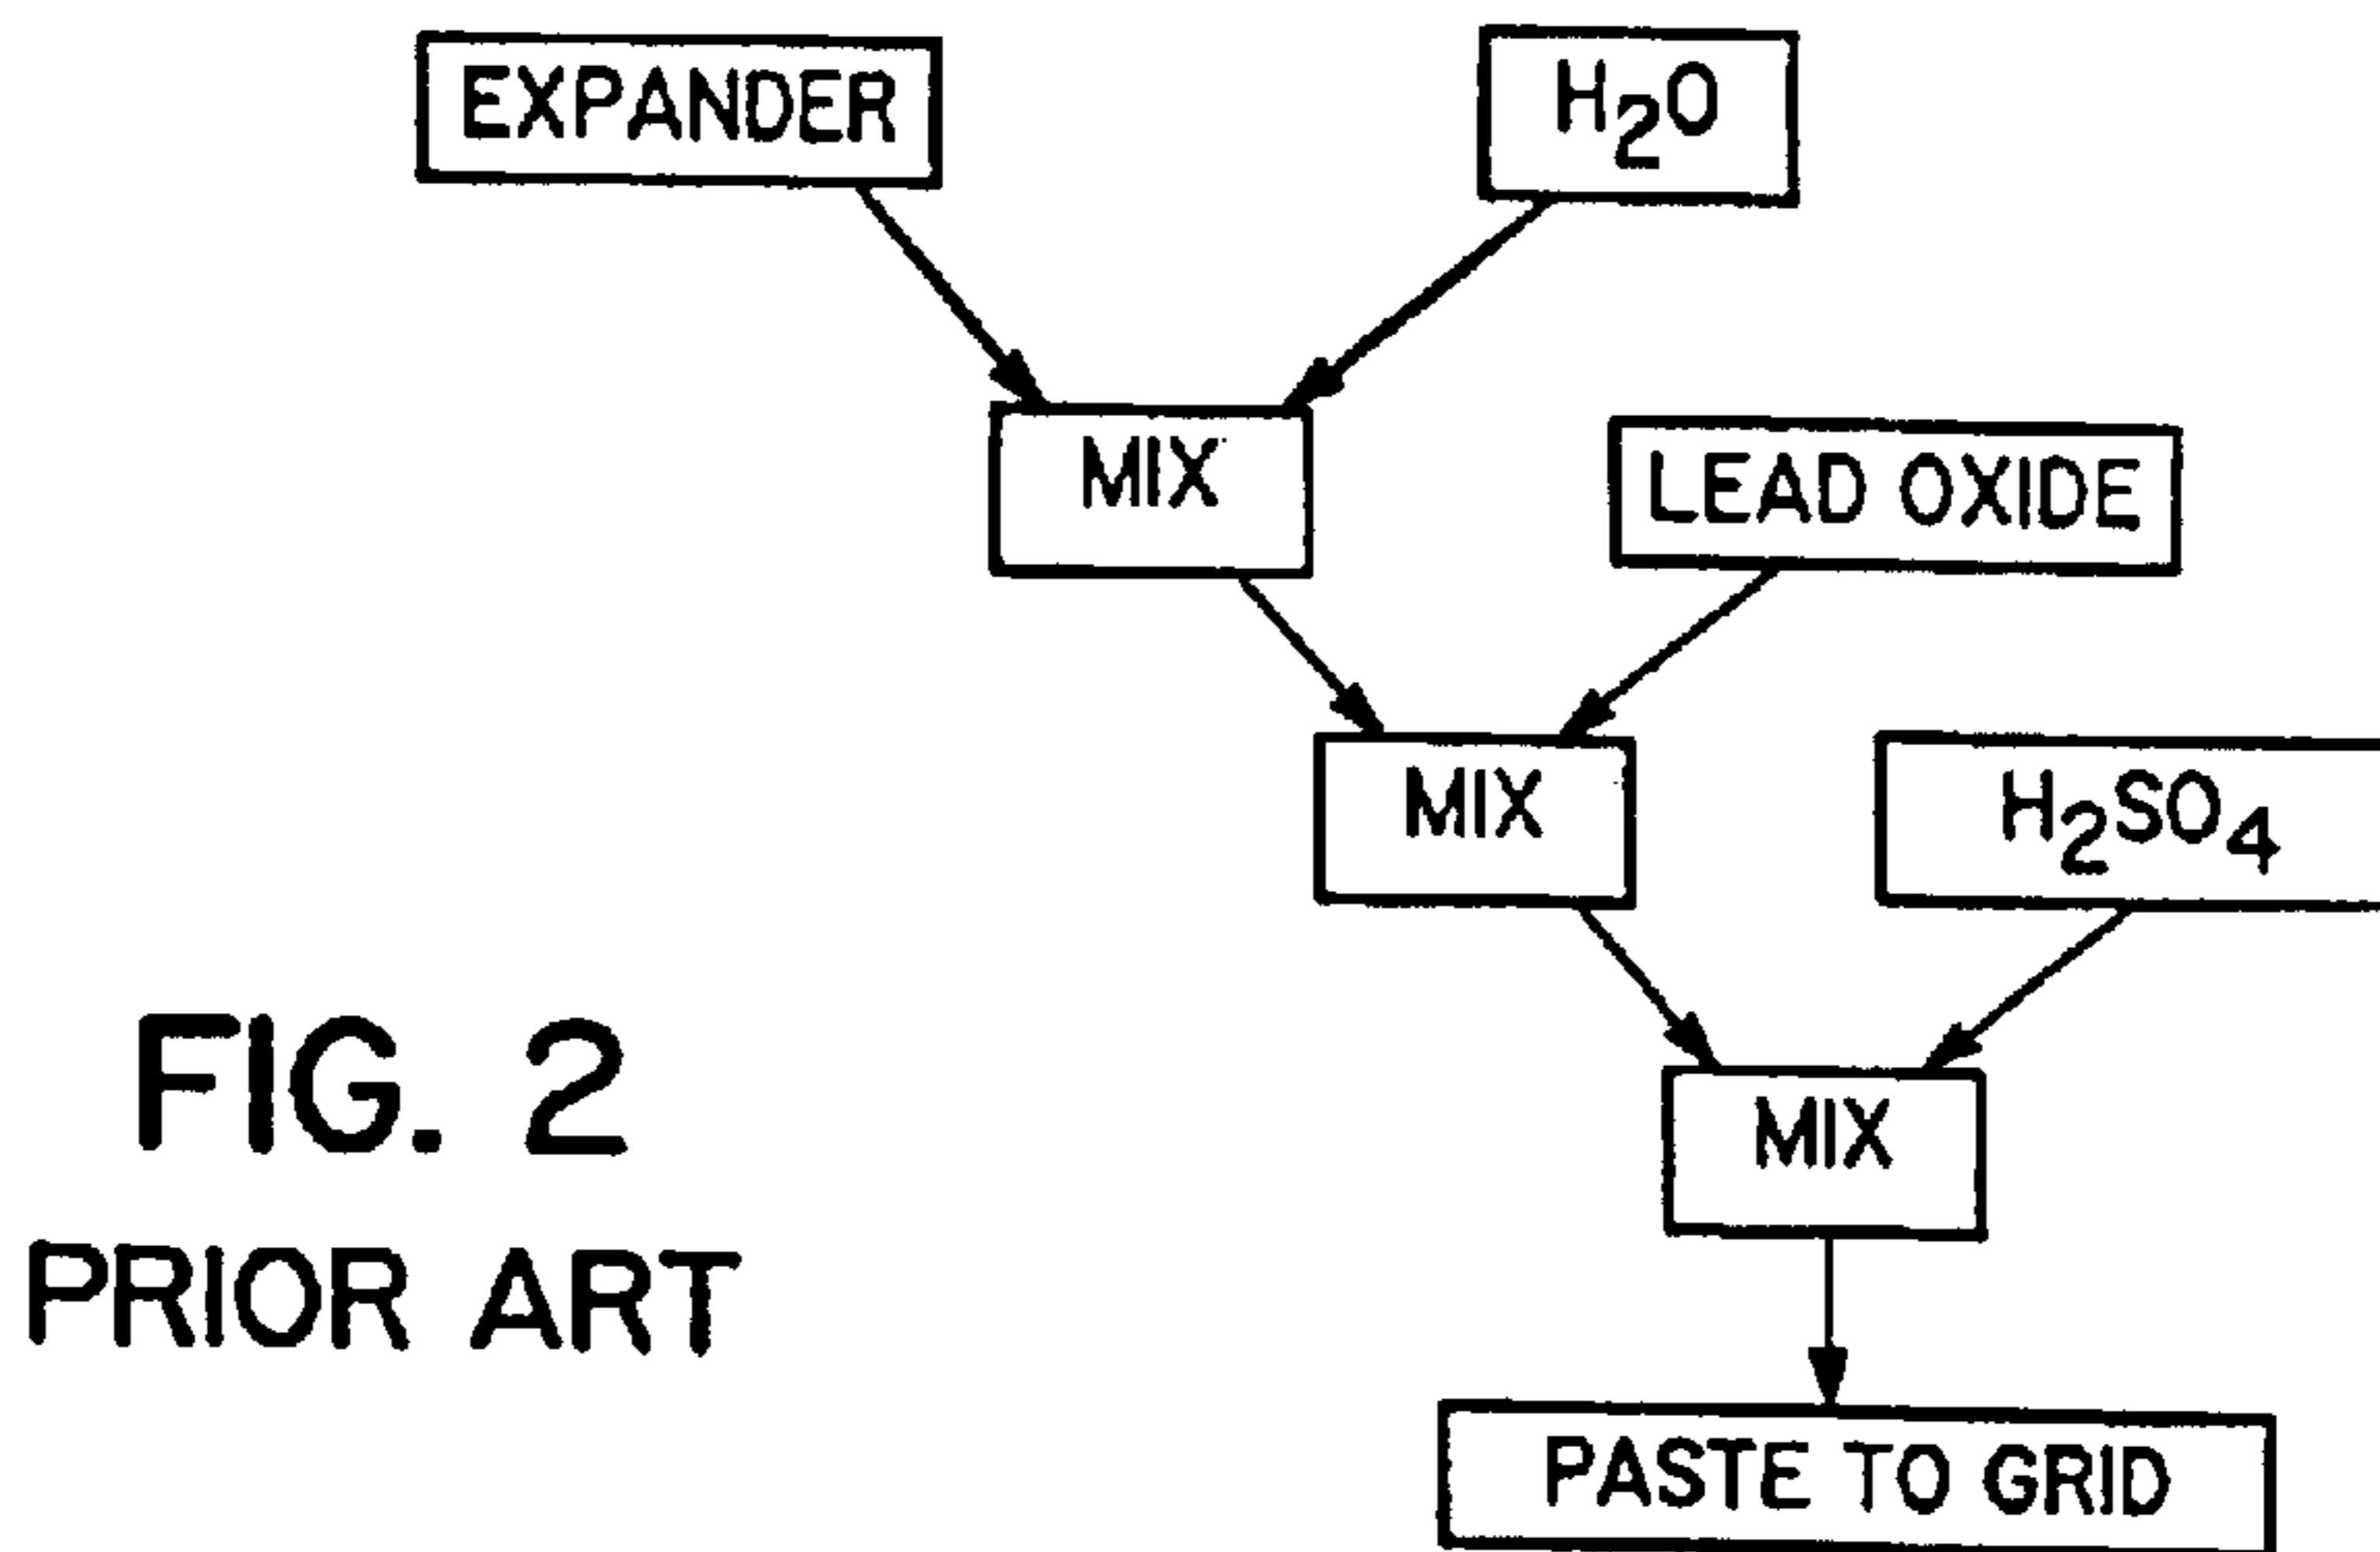 EXPANDER
H₂O
MIX
LEAD OXIDE
MIX
H₂SO₄
MIX
FIG. 2
PRIOR ART
PASTE TO GRID